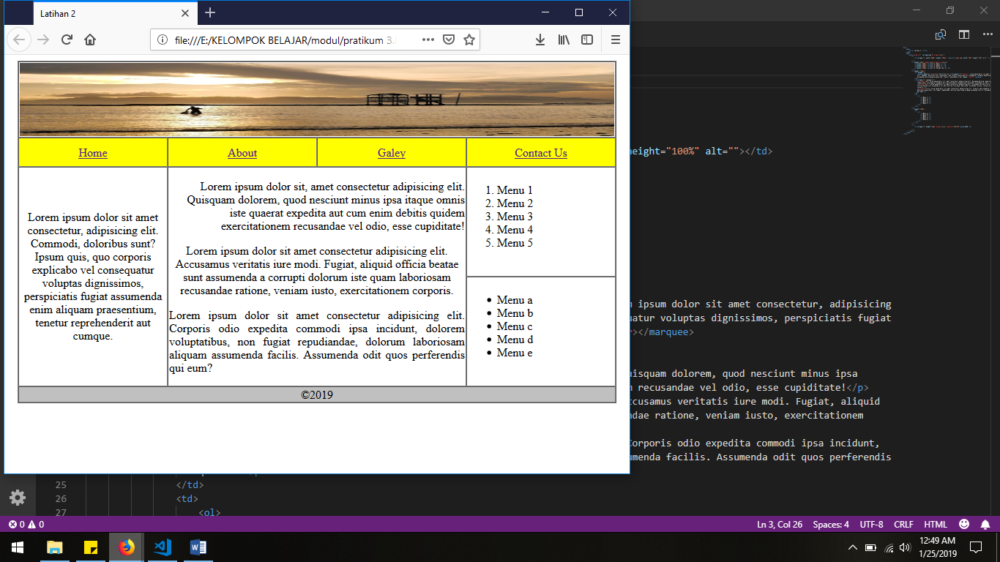 Latihan 2
file:///E:/KELOMPOK BELAJAR/modul/pratikum 3.
Home About Galey Contact Us
Lorem ipsum dolor sit amet
consectetur, adipisicing elit.
Commodi, doloribus sunt?
Ipsum quis, quo corporis
explicabo vel consequatur
voluptas dignissimos,
perspiciatis fugiat assumenda
enim aliquam praesentium,
tenetur reprehenderit aut
cumque.
Lorem ipsum dolor sit, amet consectetur adipisicing elit.
Quisquam dolorem, quod nesciunt minus ipsa itaque omnis
iste quaerat expedita aut cum enim debitis quidem
exercitationem recusandae vel odio, esse cupiditate!
Lorem ipsum dolor sit amet consectetur adipisicing elit.
Accusamus veritatis iure modi. Fugiat, aliquid officia beatae
sunt assumenda a corrupti dolorum iste quam laboriosam
recusandae ratione, veniam iusto, exercitationem corporis.
Lorem ipsum dolor sit amet consectetur adipisicing elit.
Corporis odio expedita commodi ipsa incidunt, dolorem
voluptatibus, non fugiat repudiandae, dolorum laboriosam
aliquam assumenda facilis. Assumenda odit quos perferendis
qui eum?
1. Menu 1
2. Menu 2
3. Menu 3
4. Menu 4
5. Menu 5
• Menu a
• Menu b
• Menu c
• Menu d
• Menu e
©2019
height="100%" alt=""></td>
ipsum dolor sit amet consectetur, adipisicing
voluptas dignissimos, perspiciatis fugiat
></marquee>
dolorem, quod nesciunt minus ipsa
recusandae vel odio, esse cupiditate!</p>
veritatis iure modi. Fugiat, aliquid
ratione, veniam iusto, exercitationem
Corporis odio expedita commodi ipsa incidunt,
facilis. Assumenda odit quos perferendis
25 </td>
26 <td>
27 <ol>
0 0 Ln 3, Col 26 Spaces: 4 UTF-8 CRLF HTML
12:49 AM
1/25/2019